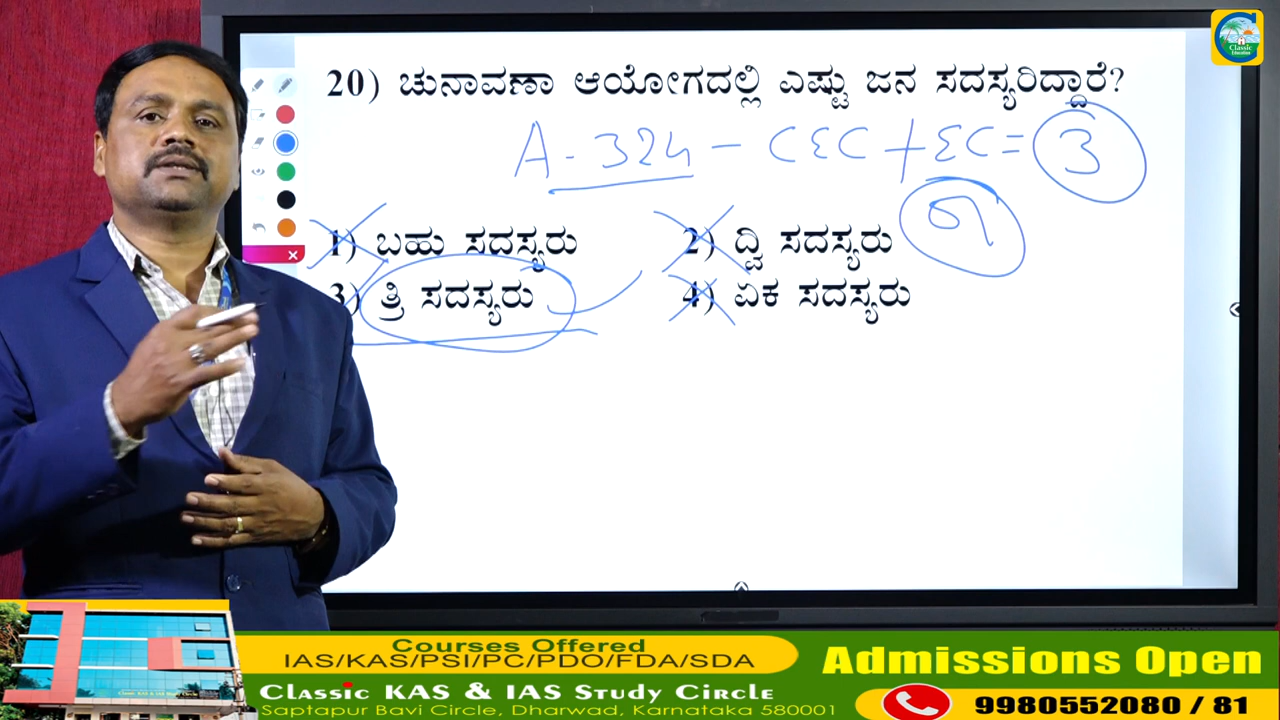 Classic
Education
20) ಚುನಾವಣಾ ಆಯೋಗದಲ್ಲಿ ಎಷ್ಟು ಜನ ಸದಸ್ಯರಿದ್ದಾರೆ?
A - 324 - CEC + EC = 3
1) ಬಹು ಸದಸ್ಯರು 2) ದ್ವಿ ಸದಸ್ಯರು
3) ತ್ರಿ ಸದಸ್ಯರು 4) ಏಕ ಸದಸ್ಯರು
Courses Offered
IAS/KAS/PSI/PC/PDO/FDA/SDA
Classic KAS & IAS Study Circle
Saptapur Bavi Circle, Dharwad, Karnataka 580001
Admissions Open
9980552080 / 81